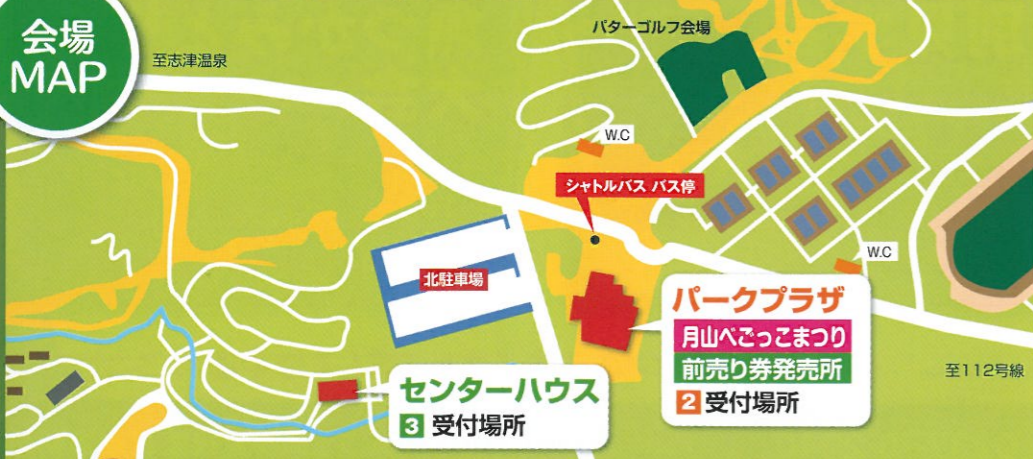 会場
MAP
至志津温泉
パターゴルフ会場
W.C
シャトルバス バス停
W.C
北駐車場
パークプラザ
月山べごっこまつり
前売り券発売所
2 受付場所
至112号線
センターハウス
3 受付場所